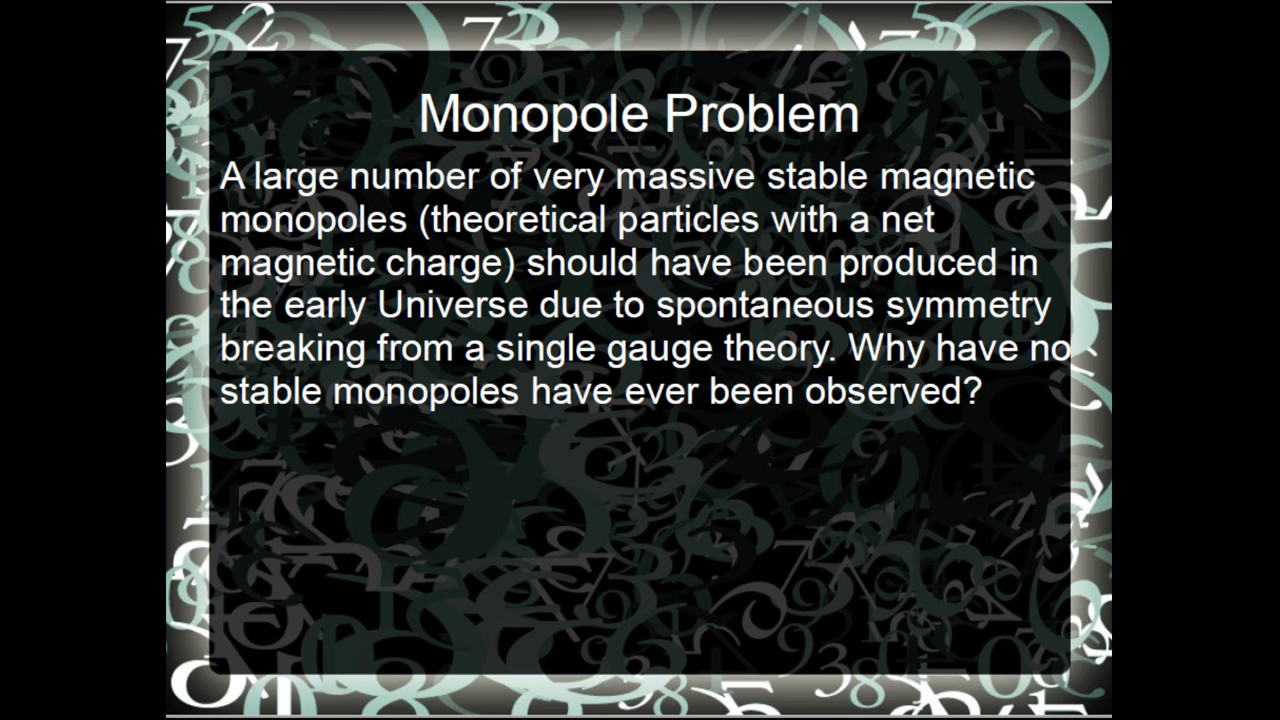 Monopole Problem
A large number of very massive stable magnetic
monopoles (theoretical particles with a net
magnetic charge) should have been produced in
the early Universe due to spontaneous symmetry
breaking from a single gauge theory. Why have no
stable monopoles have ever been observed?